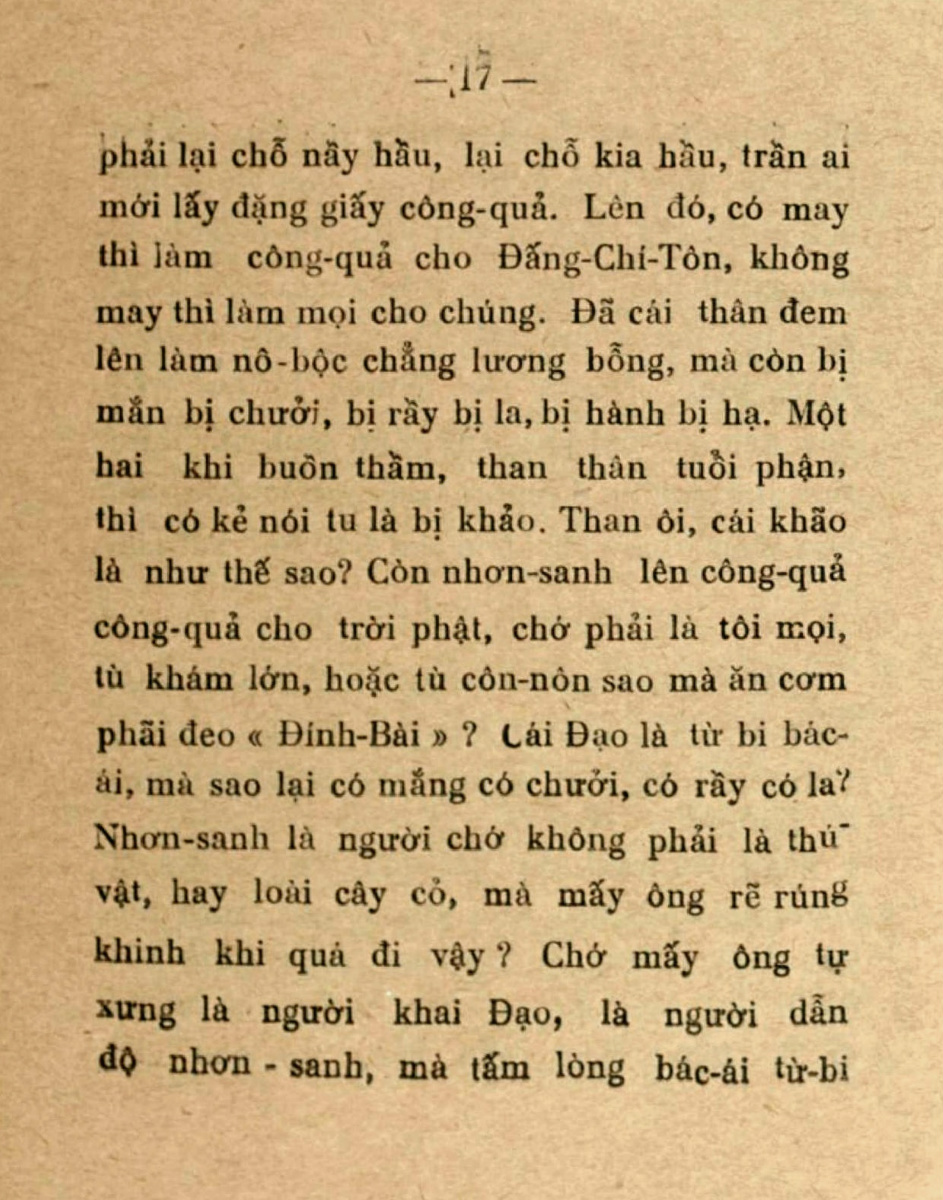 — 17 —
phải lại chỗ nầy hầu, lại chỗ kia hầu, trần ai
mới lấy đặng giấy công-quả. Lên đó, có may
thì làm công-quả cho Đấng-Chí-Tôn, không
may thì làm mọi cho chúng. Đã cái thân đem
lên làm nô-bộc chẳng lương bỗng, mà còn bị
mắn bị chưởi, bị rầy bị la, bị hành bị hạ. Một
hai khi buồn thầm, than thân tuổi phận,
thì có kẻ nói tu là bị khảo. Than ôi, cái khão
là như thế sao? Còn nhơn-sanh lên công-quả
công-quả cho trời phật, chớ phải là tôi mọi,
tù khám lớn, hoặc tù côn-nôn sao mà ăn cơm
phãi đeo « Đính-Bài » ? Cái Đạo là từ bi bác-
ái, mà sao lại có mắng có chưởi, có rầy có la?
Nhơn-sanh là người chớ không phải là thú-
vật, hay loài cây cỏ, mà mấy ông rẽ rúng
khinh khi quá đi vậy ? Chớ mấy ông tự
xưng là người khai Đạo, là người dẫn
độ nhơn - sanh, mà tấm lòng bác-ái từ-bi